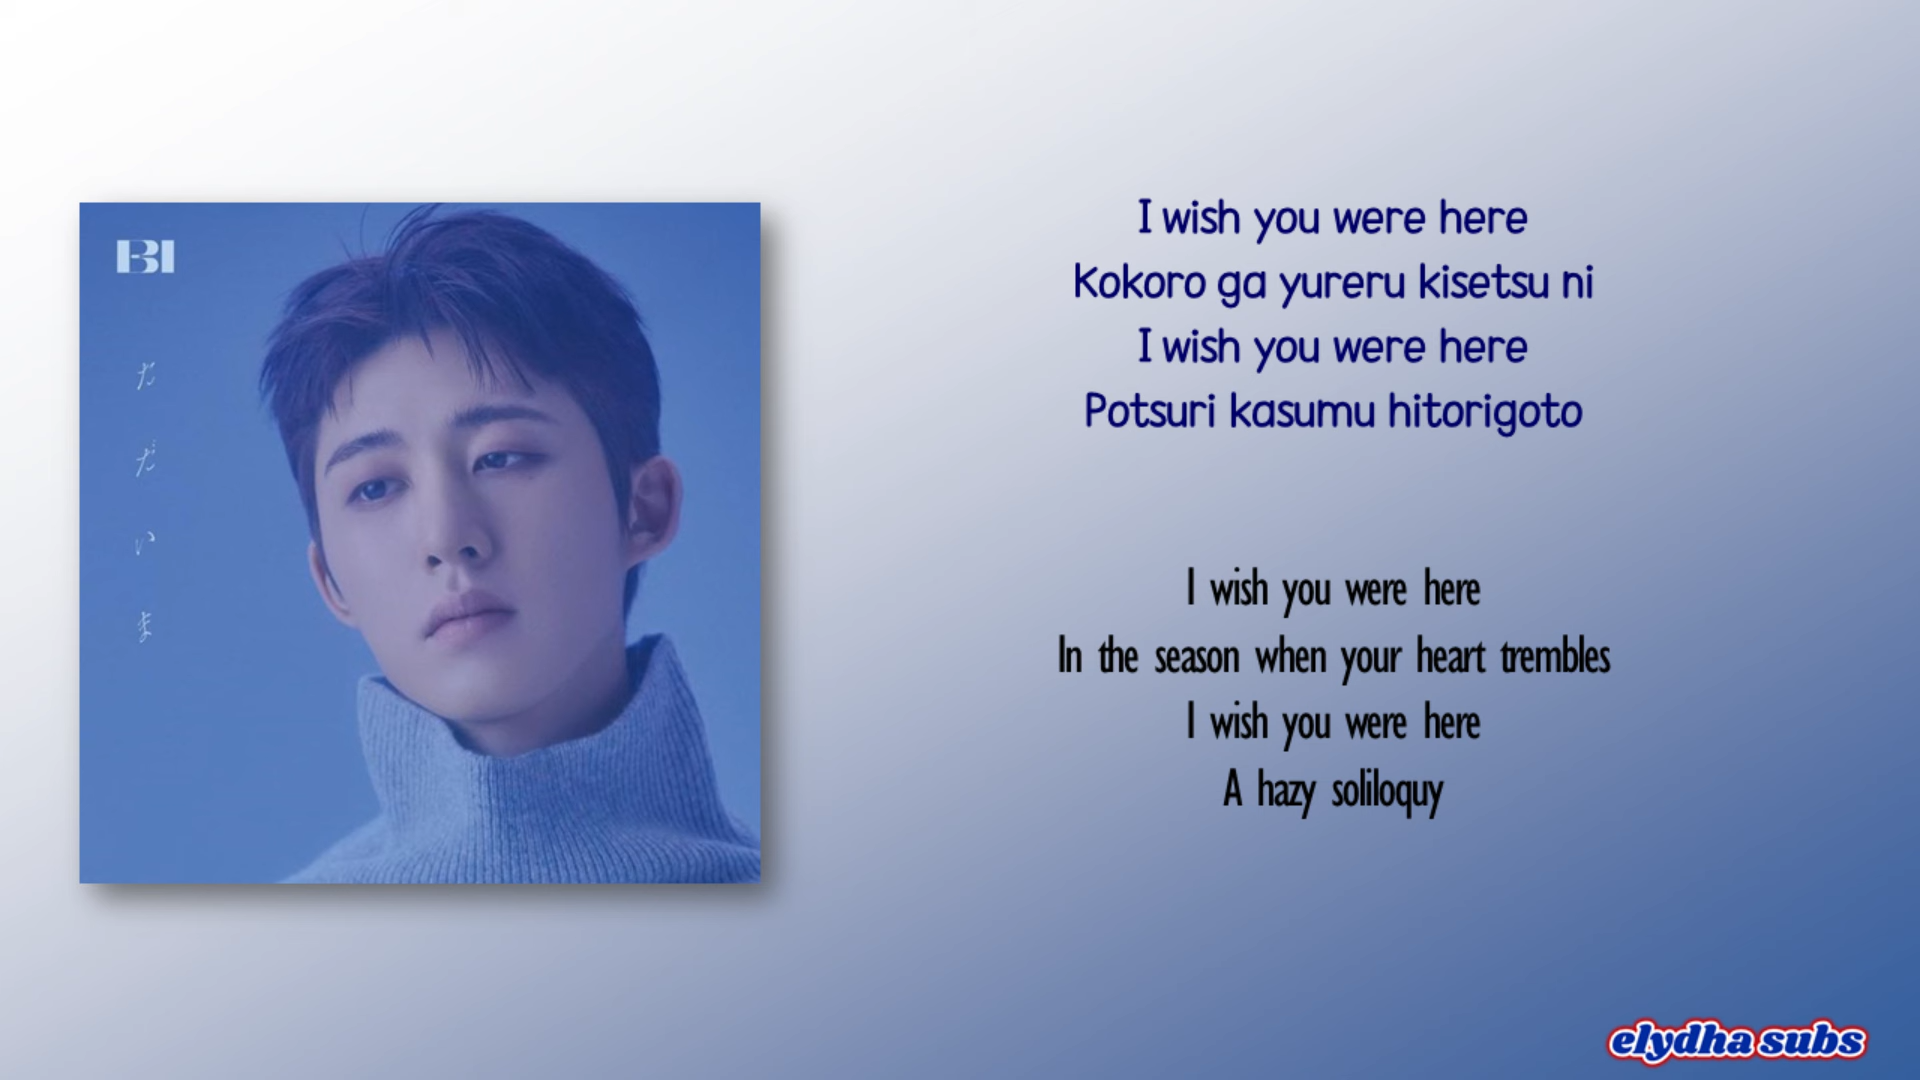 BI
ただいま
I wish you were here
Kokoro ga yureru kisetsu ni
I wish you were here
Potsuri kasumu hitorigoto
I wish you were here
In the season when your heart trembles
I wish you were here
A hazy soliloquy
elydha subs